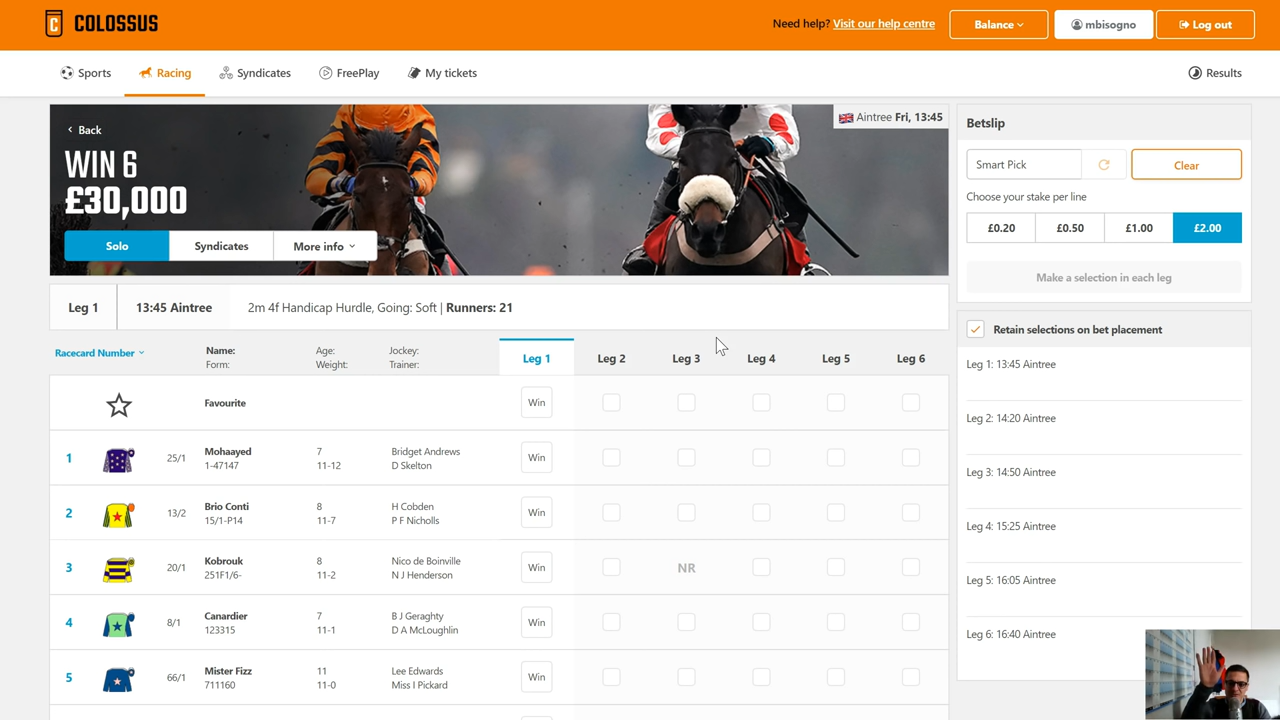 C COLOSSUS
Need help? Visit our help centre
Balance
mbisogno
Log out
Sports
Racing
Syndicates
FreePlay
My tickets
Results
Back
Aintree Fri, 13:45
WIN 6
£30,000
Solo
Syndicates
More info
Leg 1
13:45 Aintree
2m 4f Handicap Hurdle, Going: Soft | Runners: 21
Racecard Number
Name:
Form:
Age:
Weight:
Jockey:
Trainer:
Leg 1
Leg 2
Leg 3
Leg 4
Leg 5
Leg 6
Favourite
Win
1
25/1
Mohaayed
1-47147
7
11-12
Bridget Andrews
D Skelton
Win
2
13/2
Brio Conti
15/1-P14
8
11-7
H Cobden
P F Nicholls
Win
3
20/1
Kobrouk
251F1/6-
8
11-2
Nico de Boinville
N J Henderson
Win
NR
4
8/1
Canardier
123315
7
11-1
B J Geraghty
D A McLoughlin
Win
5
66/1
Mister Fizz
711160
11
11-0
Lee Edwards
Miss I Pickard
Win
Betslip
Smart Pick
Clear
Choose your stake per line
£0.20
£0.50
£1.00
£2.00
Make a selection in each leg
Retain selections on bet placement
Leg 1: 13:45 Aintree
Leg 2: 14:20 Aintree
Leg 3: 14:50 Aintree
Leg 4: 15:25 Aintree
Leg 5: 16:05 Aintree
Leg 6: 16:40 Aintree